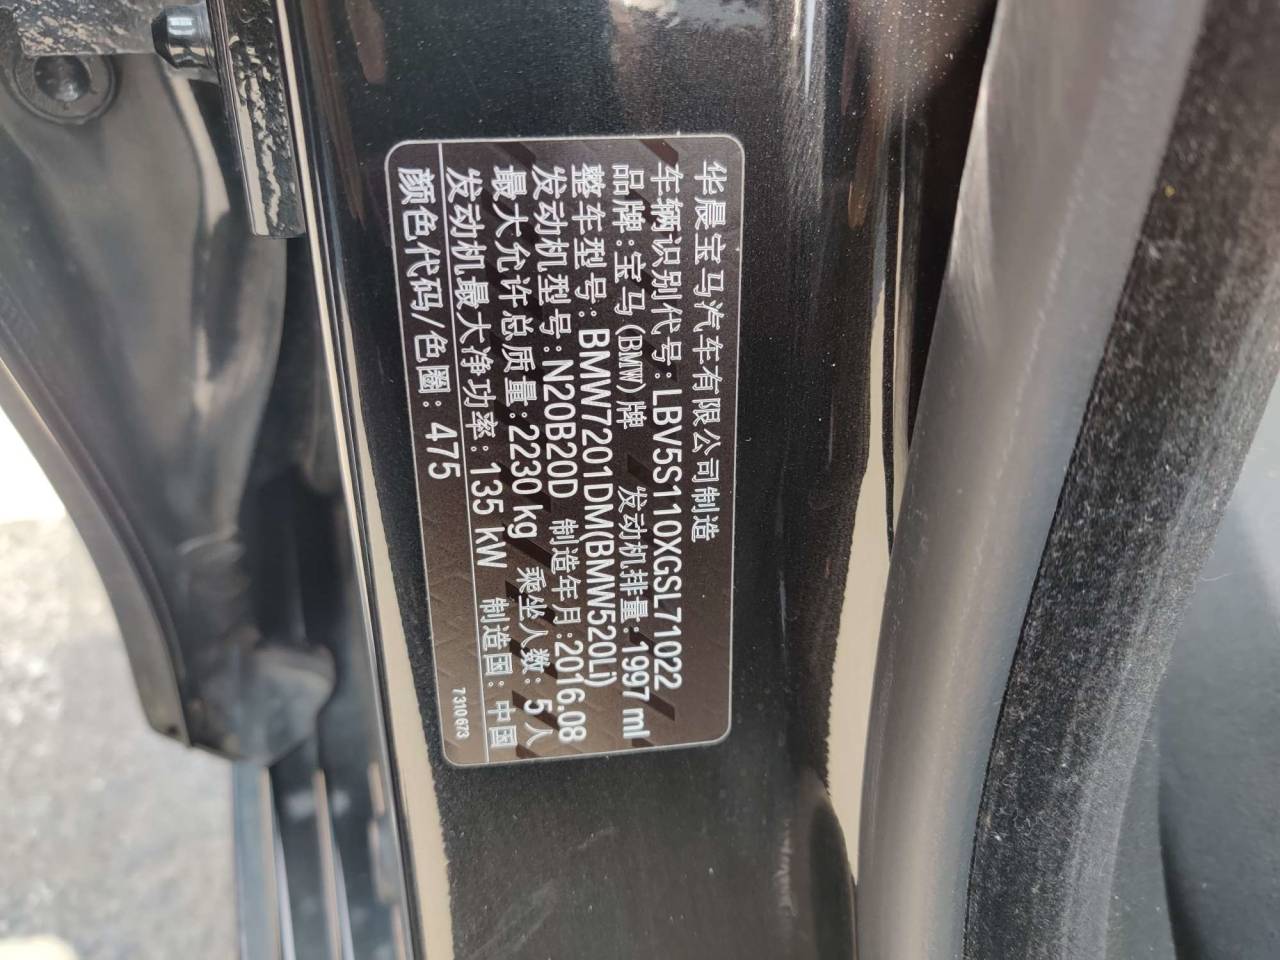 华晨宝马汽车有限公司制造
车辆识别代号:LBV5S110XGSL71022
品牌:宝马(BMW)牌 发动机排量:1997 ml
整车型号:BMW7201DM(BMW520Li)
发动机型号:N20B20D 制造年月:2016.08
最大允许总质量:2230 kg 乘坐人数:5人
发动机最大净功率:135 kW 制造国:中国
颜色代码/色圈:475 7310673